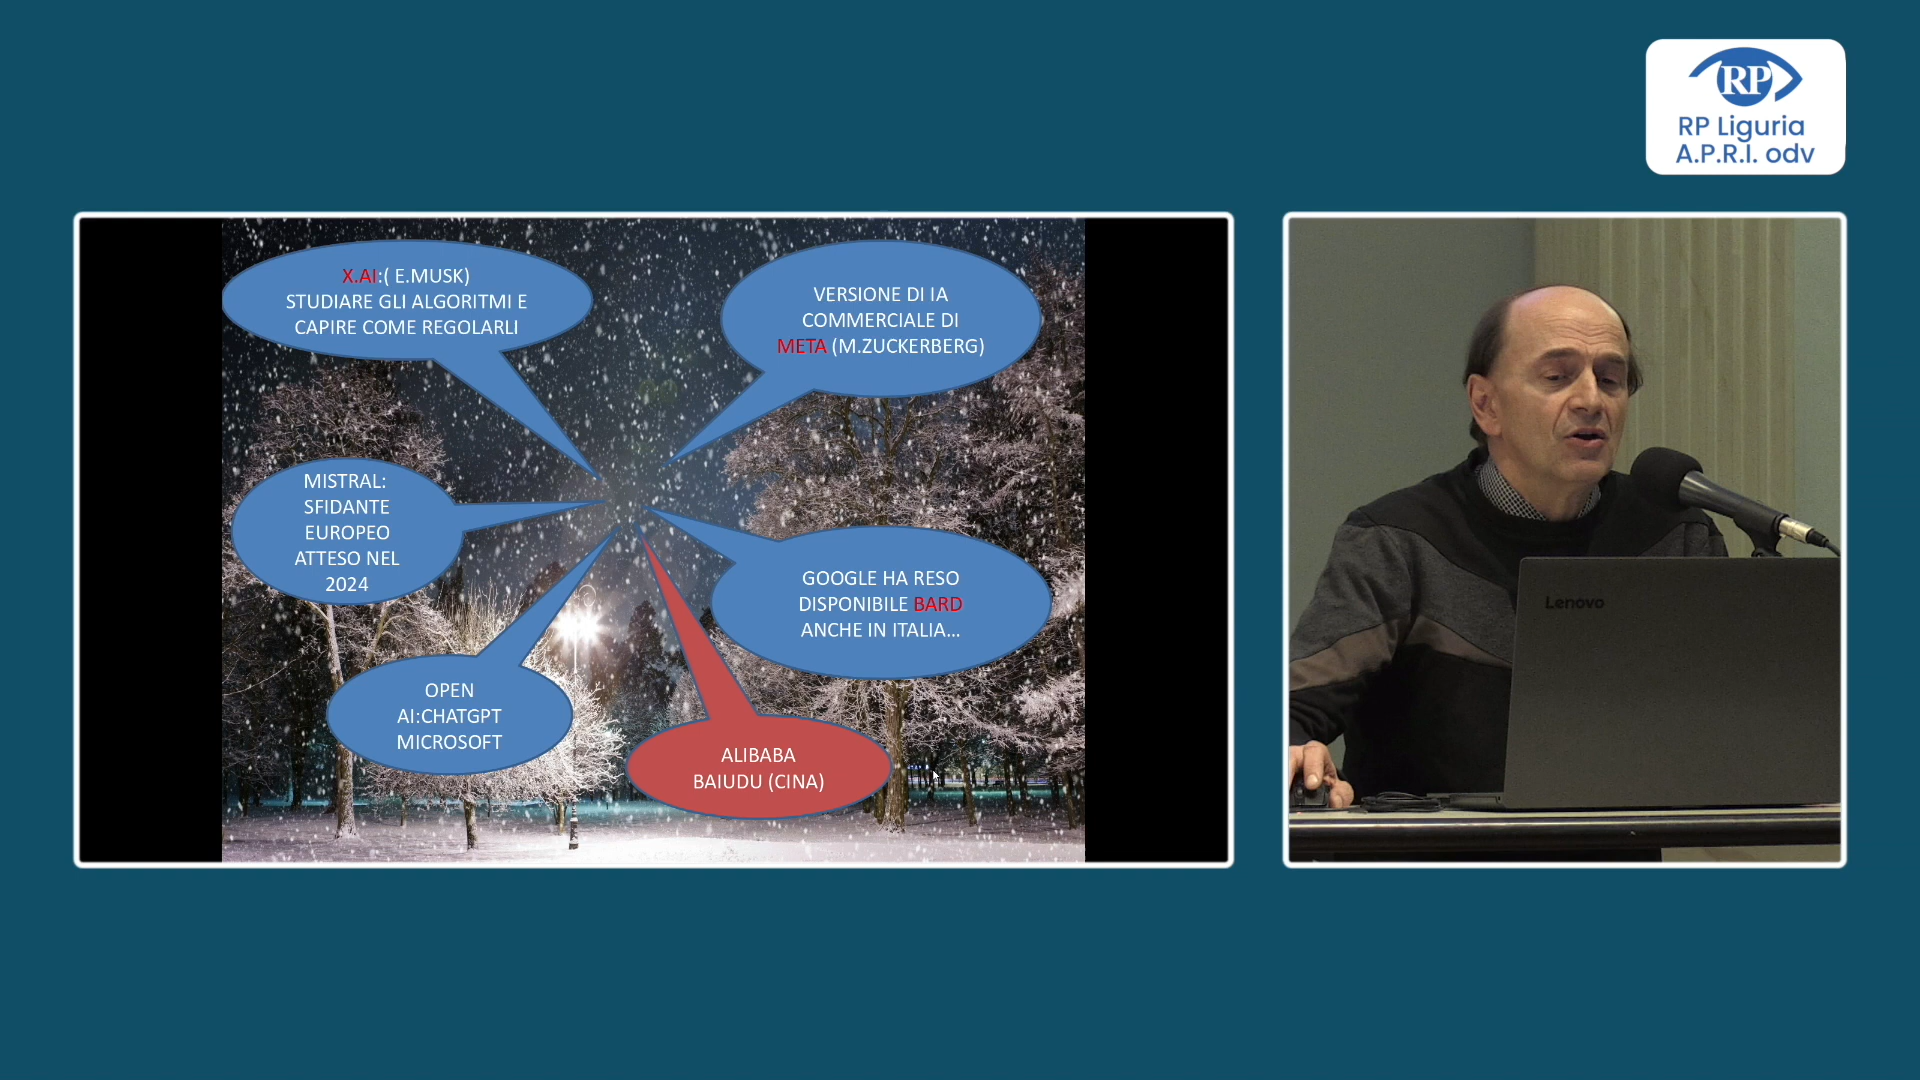 RP
RP Liguria
A.P.R.I. odv
X.AI:( E.MUSK)
STUDIARE GLI ALGORITMI E
CAPIRE COME REGOLARLI
VERSIONE DI IA
COMMERCIALE DI
META (M.ZUCKERBERG)
MISTRAL:
SFIDANTE
EUROPEO
ATTESO NEL
2024
GOOGLE HA RESO
DISPONIBILE BARD
ANCHE IN ITALIA...
OPEN
AI:CHATGPT
MICROSOFT
ALIBABA
BAIUDU (CINA)
Lenovo